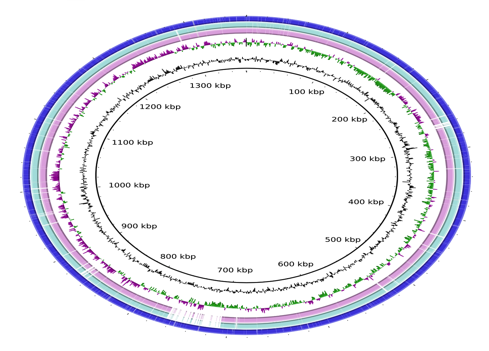 100 kbp
200 kbp
300 kbp
400 kbp
500 kbp
600 kbp
700 kbp
800 kbp
900 kbp
1000 kbp
1100 kbp
1200 kbp
1300 kbp